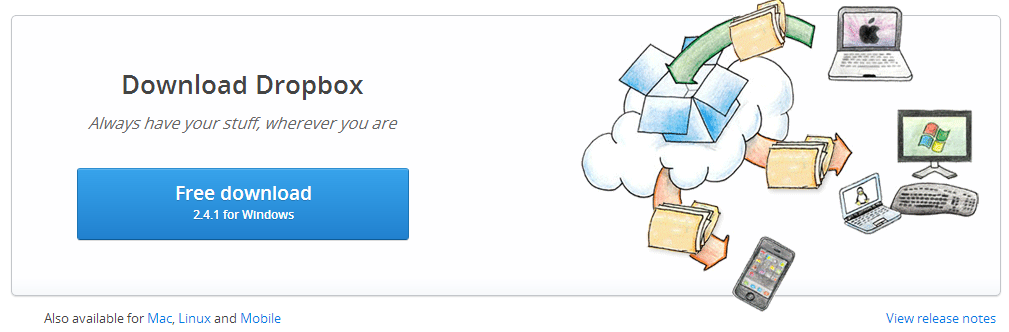 Download Dropbox
Always have your stuff, wherever you are
Free download
2.4.1 for Windows
Also available for Mac, Linux and Mobile
View release notes